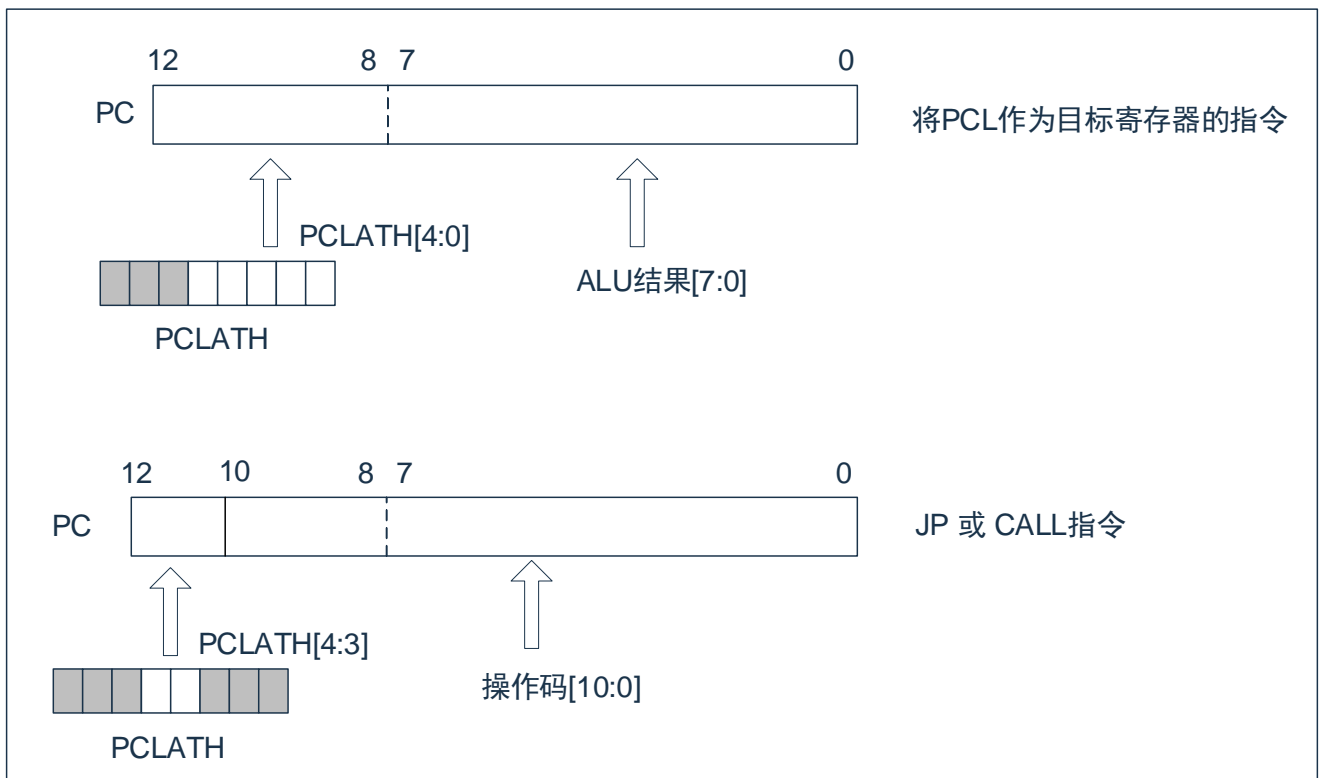 12 8 7 0
PC
将PCL作为目标寄存器的指令
PCLATH[4:0]
ALU结果[7:0]
PCLATH
12 10 8 7 0
PC
JP 或 CALL指令
PCLATH[4:3]
操作码[10:0]
PCLATH